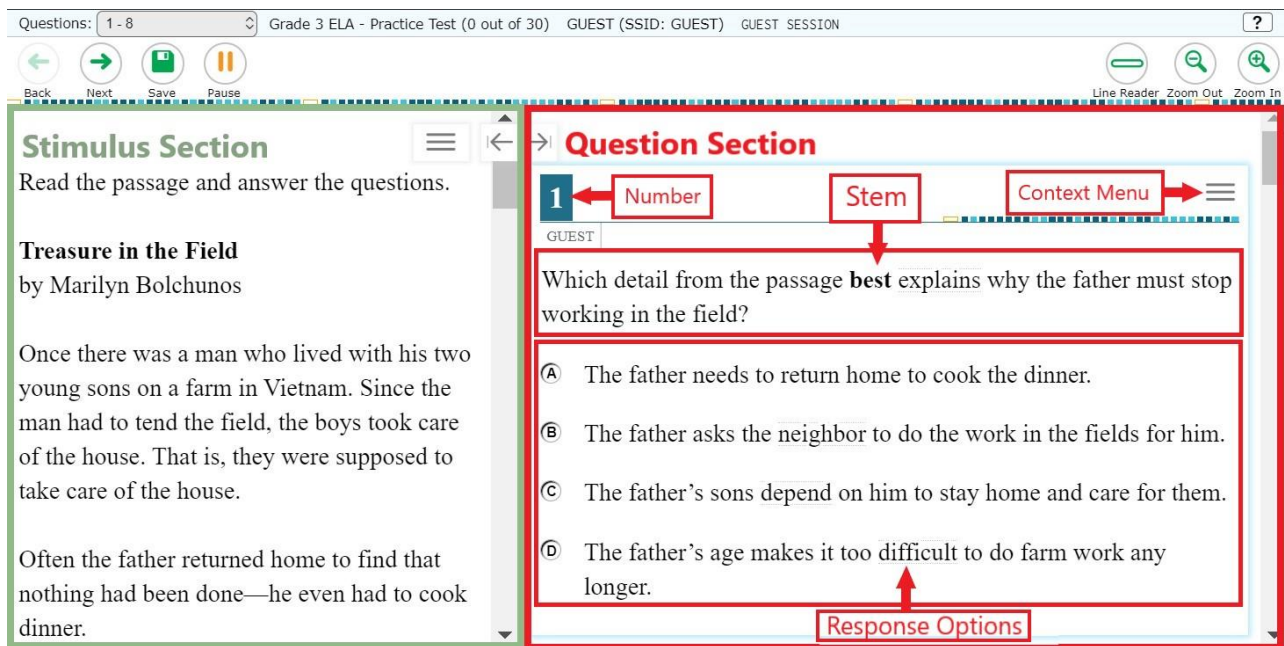 Questions: 1 - 8 Grade 3 ELA - Practice Test (0 out of 30) GUEST (SSID: GUEST) GUEST SESSION ?
Back Next Save Pause Line Reader Zoom Out Zoom In
Stimulus Section
Read the passage and answer the questions.
Treasure in the Field
by Marilyn Bolchunos
Once there was a man who lived with his two
young sons on a farm in Vietnam. Since the
man had to tend the field, the boys took care
of the house. That is, they were supposed to
take care of the house.
Often the father returned home to find that
nothing had been done—he even had to cook
dinner.
Question Section
1 Number Stem Context Menu
GUEST
Which detail from the passage best explains why the father must stop
working in the field?
A The father needs to return home to cook the dinner.
B The father asks the neighbor to do the work in the fields for him.
C The father’s sons depend on him to stay home and care for them.
D The father’s age makes it too difficult to do farm work any
longer.
Response Options